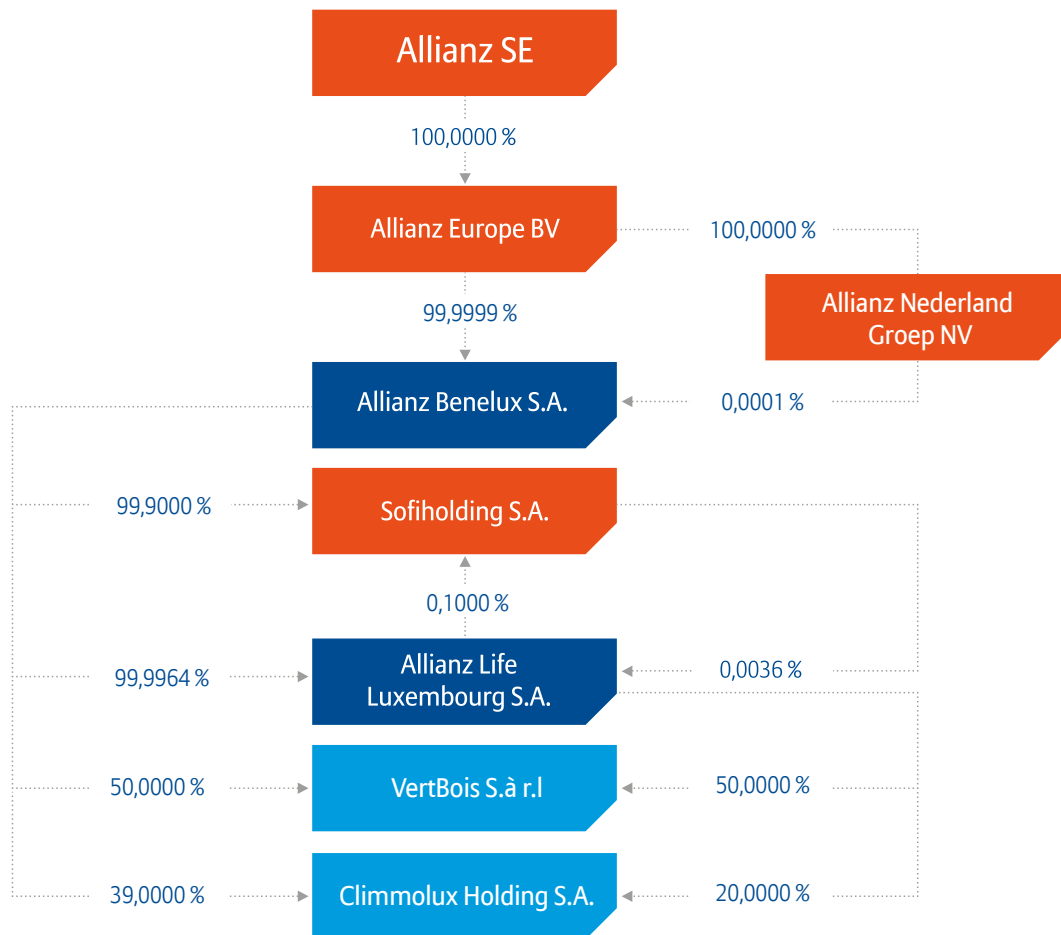 Allianz SE
100,0000 %
Allianz Europe BV
100,0000 %
Allianz Nederland
Groep NV
99,9999 %
Allianz Benelux S.A.
0,0001 %
99,9000 %
Sofiholding S.A.
0,1000 %
99,9964 %
Allianz Life
Luxembourg S.A.
0,0036 %
50,0000 %
VertBois S.à r.l
50,0000 %
39,0000 %
Climmolux Holding S.A.
20,0000 %